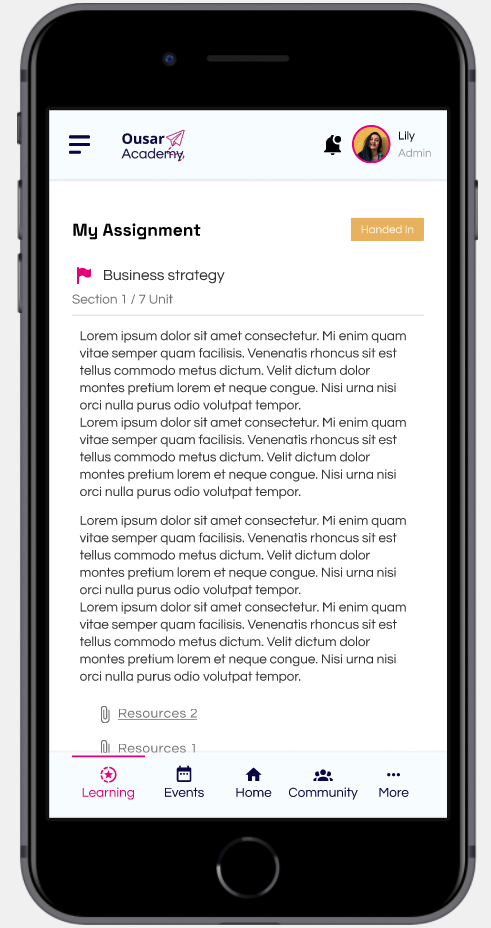 Ousar
Academy
Lily
Admin
My Assignment
Handed in
Business strategy
Section 1 / 7 Unit
Lorem ipsum dolor sit amet consectetur. Mi enim quam
vitae semper quam facilisis. Venenatis rhoncus sit est
tellus commodo metus dictum. Velit dictum dolor
montes pretium lorem et neque congue. Nisi urna nisi
orci nulla purus odio volutpat tempor.
Lorem ipsum dolor sit amet consectetur. Mi enim quam
vitae semper quam facilisis. Venenatis rhoncus sit est
tellus commodo metus dictum. Velit dictum dolor
montes pretium lorem et neque congue. Nisi urna nisi
orci nulla purus odio volutpat tempor.
Lorem ipsum dolor sit amet consectetur. Mi enim quam
vitae semper quam facilisis. Venenatis rhoncus sit est
tellus commodo metus dictum. Velit dictum dolor
montes pretium lorem et neque congue. Nisi urna nisi
orci nulla purus odio volutpat tempor.
Lorem ipsum dolor sit amet consectetur. Mi enim quam
vitae semper quam facilisis. Venenatis rhoncus sit est
tellus commodo metus dictum. Velit dictum dolor
montes pretium lorem et neque congue. Nisi urna nisi
orci nulla purus odio volutpat tempor.
Resources 2
Resources 1
Learning
Events
Home
Community
More